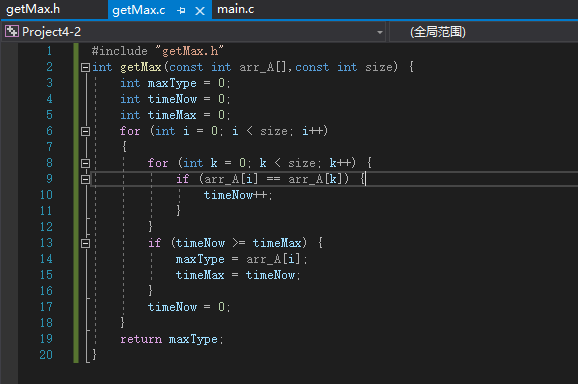 getMax.h getMax.c main.c
Project4-2 (全局范围)
1 #include "getMax.h"
2 int getMax(const int arr_A[],const int size) {
3 int maxType = 0;
4 int timeNow = 0;
5 int timeMax = 0;
6 for (int i = 0; i < size; i++)
7 {
8 for (int k = 0; k < size; k++) {
9 if (arr_A[i] == arr_A[k]) {
10 timeNow++;
11 }
12 }
13 if (timeNow >= timeMax) {
14 maxType = arr_A[i];
15 timeMax = timeNow;
16 }
17 timeNow = 0;
18 }
19 return maxType;
20 }